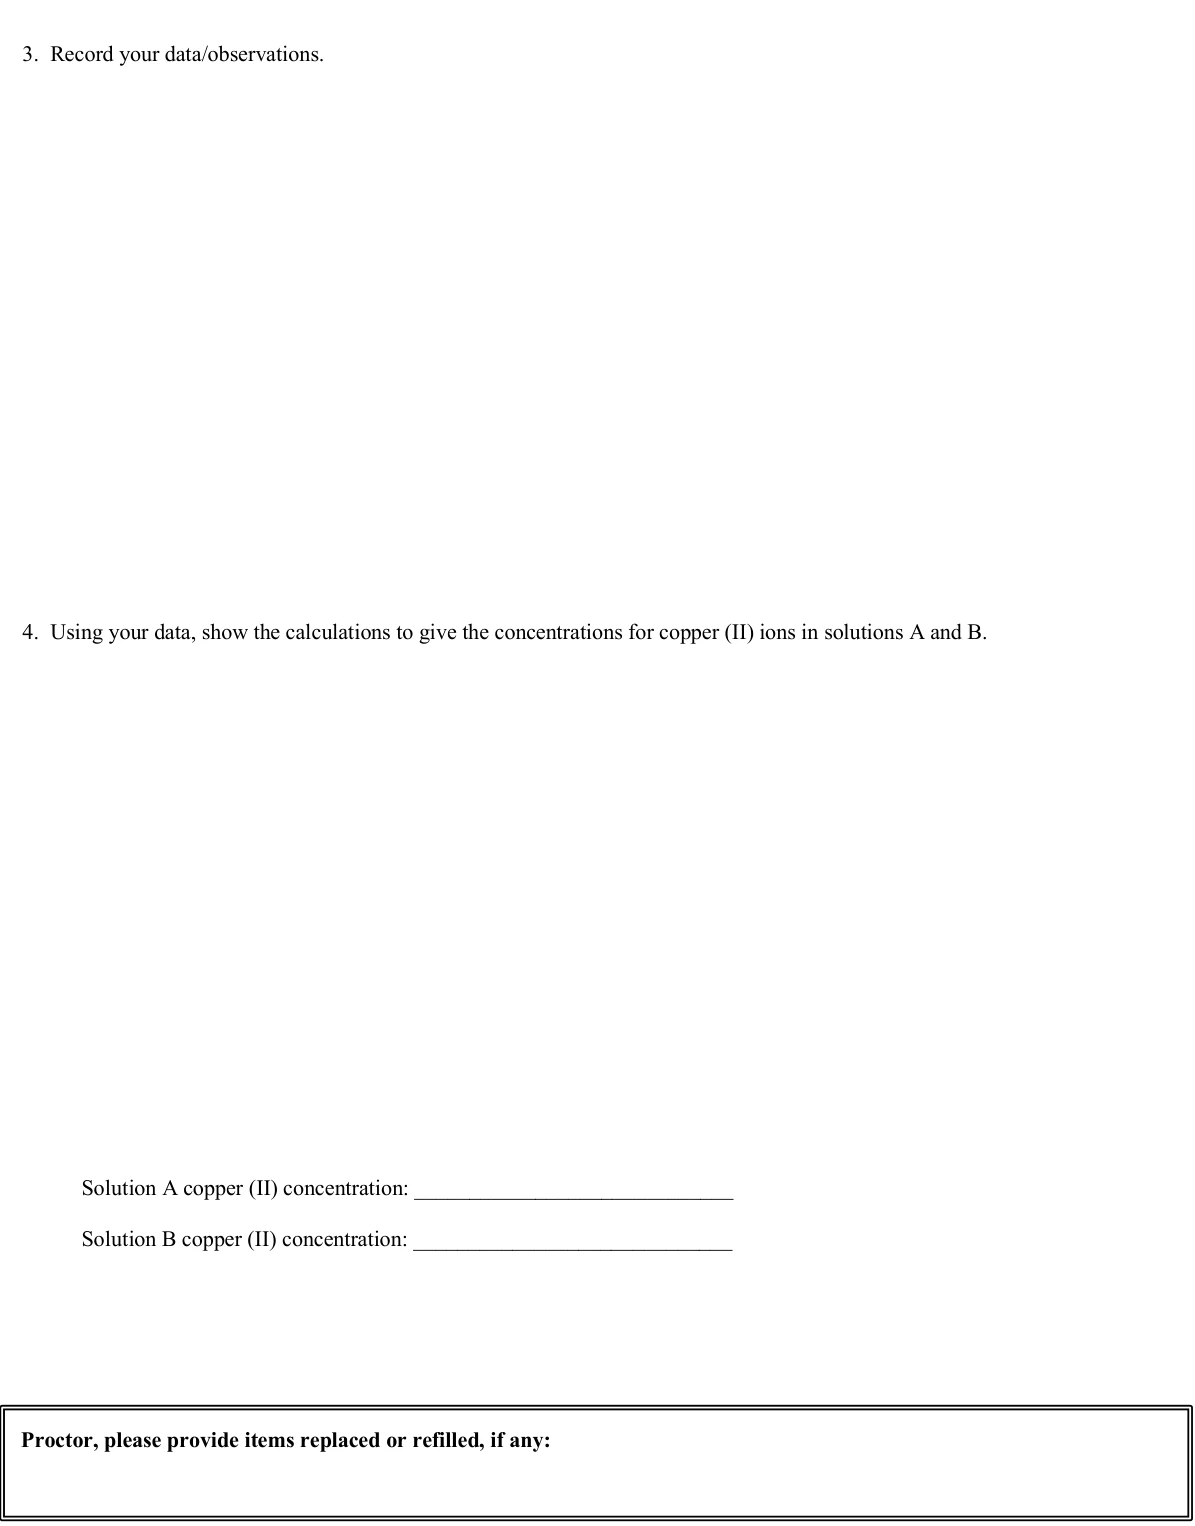 3. Record your data/observations.
4. Using your data, show the calculations to give the concentrations for copper (II) ions in solutions A and B.
Solution A copper (II) concentration: _____________________________
Solution B copper (II) concentration: _____________________________
Proctor, please provide items replaced or refilled, if any: